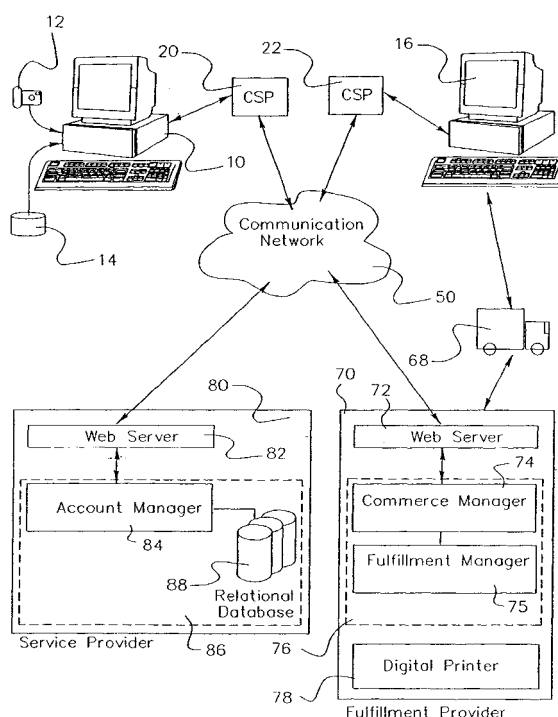 12
20
22
16
CSP
CSP
10
14
Communication
Network
50
68
80
70
72
Web Server
82
Web Server
74
Account Manager
84
Commerce Manager
Fulfillment Manager
75
88
Relational
Database
86
76
Service Provider
Digital Printer
78
Fulfillment Provider